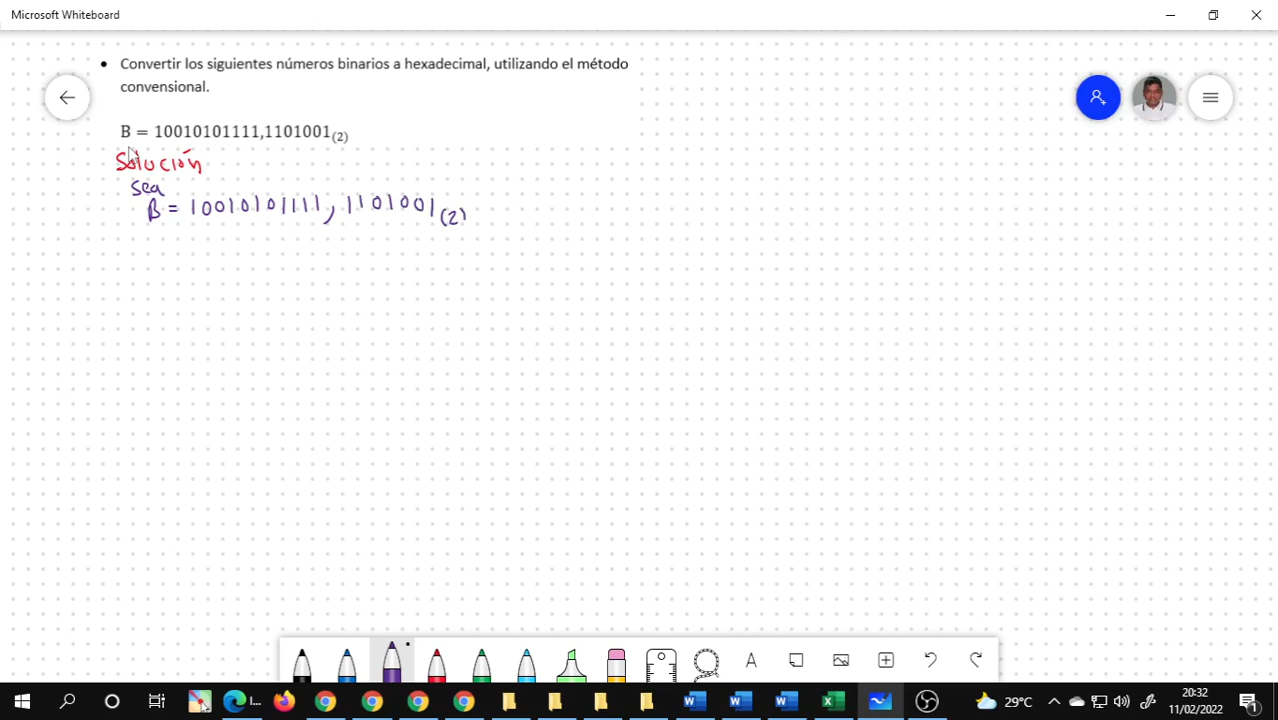 Microsoft Whiteboard
• Convertir los siguientes números binarios a hexadecimal, utilizando el método
convensional.
B = 10010101111,1101001(2)
Solución
sea
B = 10010101111, 1101001(2)
I...
29°C
20:32
11/02/2022